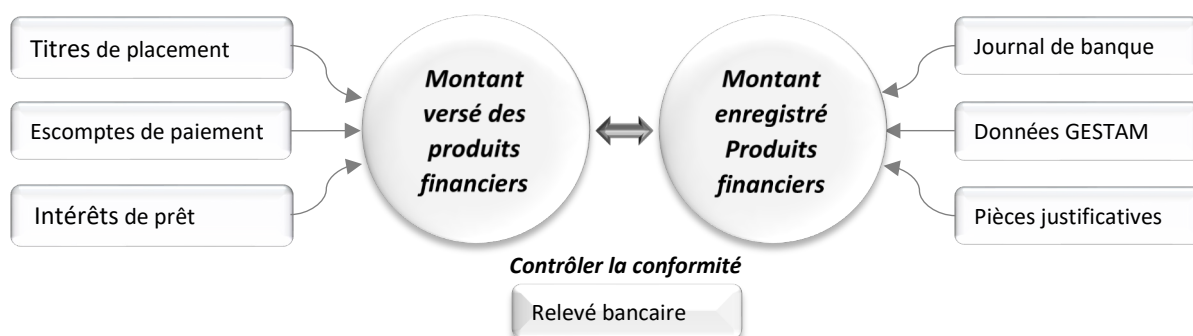 Titres de placement
Escomptes de paiement
Intérêts de prêt
Montant
versé des
produits
financiers
Montant
enregistré
Produits
financiers
Journal de banque
Données GESTAM
Pièces justificatives
Contrôler la conformité
Relevé bancaire